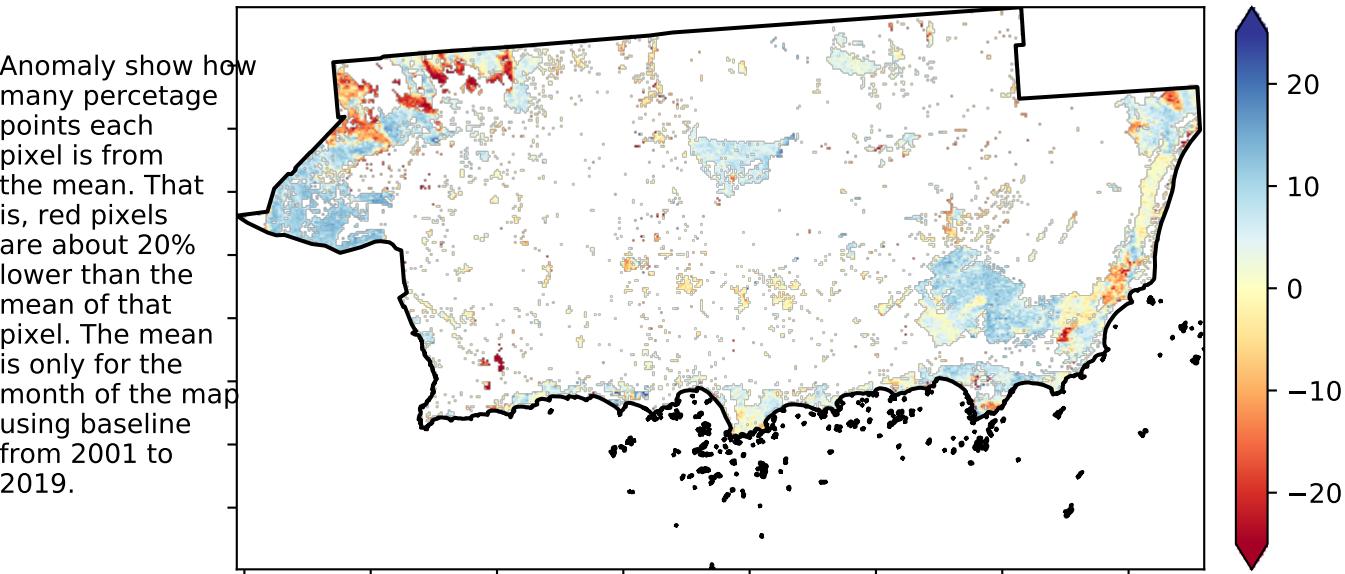 Anomaly show how
many percetage
points each
pixel is from
the mean. That
is, red pixels
are about 20%
lower than the
mean of that
pixel. The mean
is only for the
month of the map
using baseline
from 2001 to
2019.
20
10
0
−10
−20